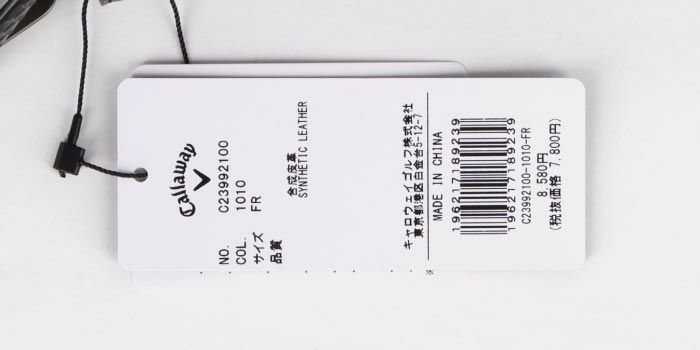 Callaway
NO. C23992100
COL. 1010
サイズ FR
品質
合成皮革
SYNTHETIC LEATHER
キャロウェイゴルフ株式会社
東京都港区白金台5-12-7
MADE IN CHINA
196217189239
196217189239
C23992100-1010-FR
8,580円
(税抜価格 7,800円)
※